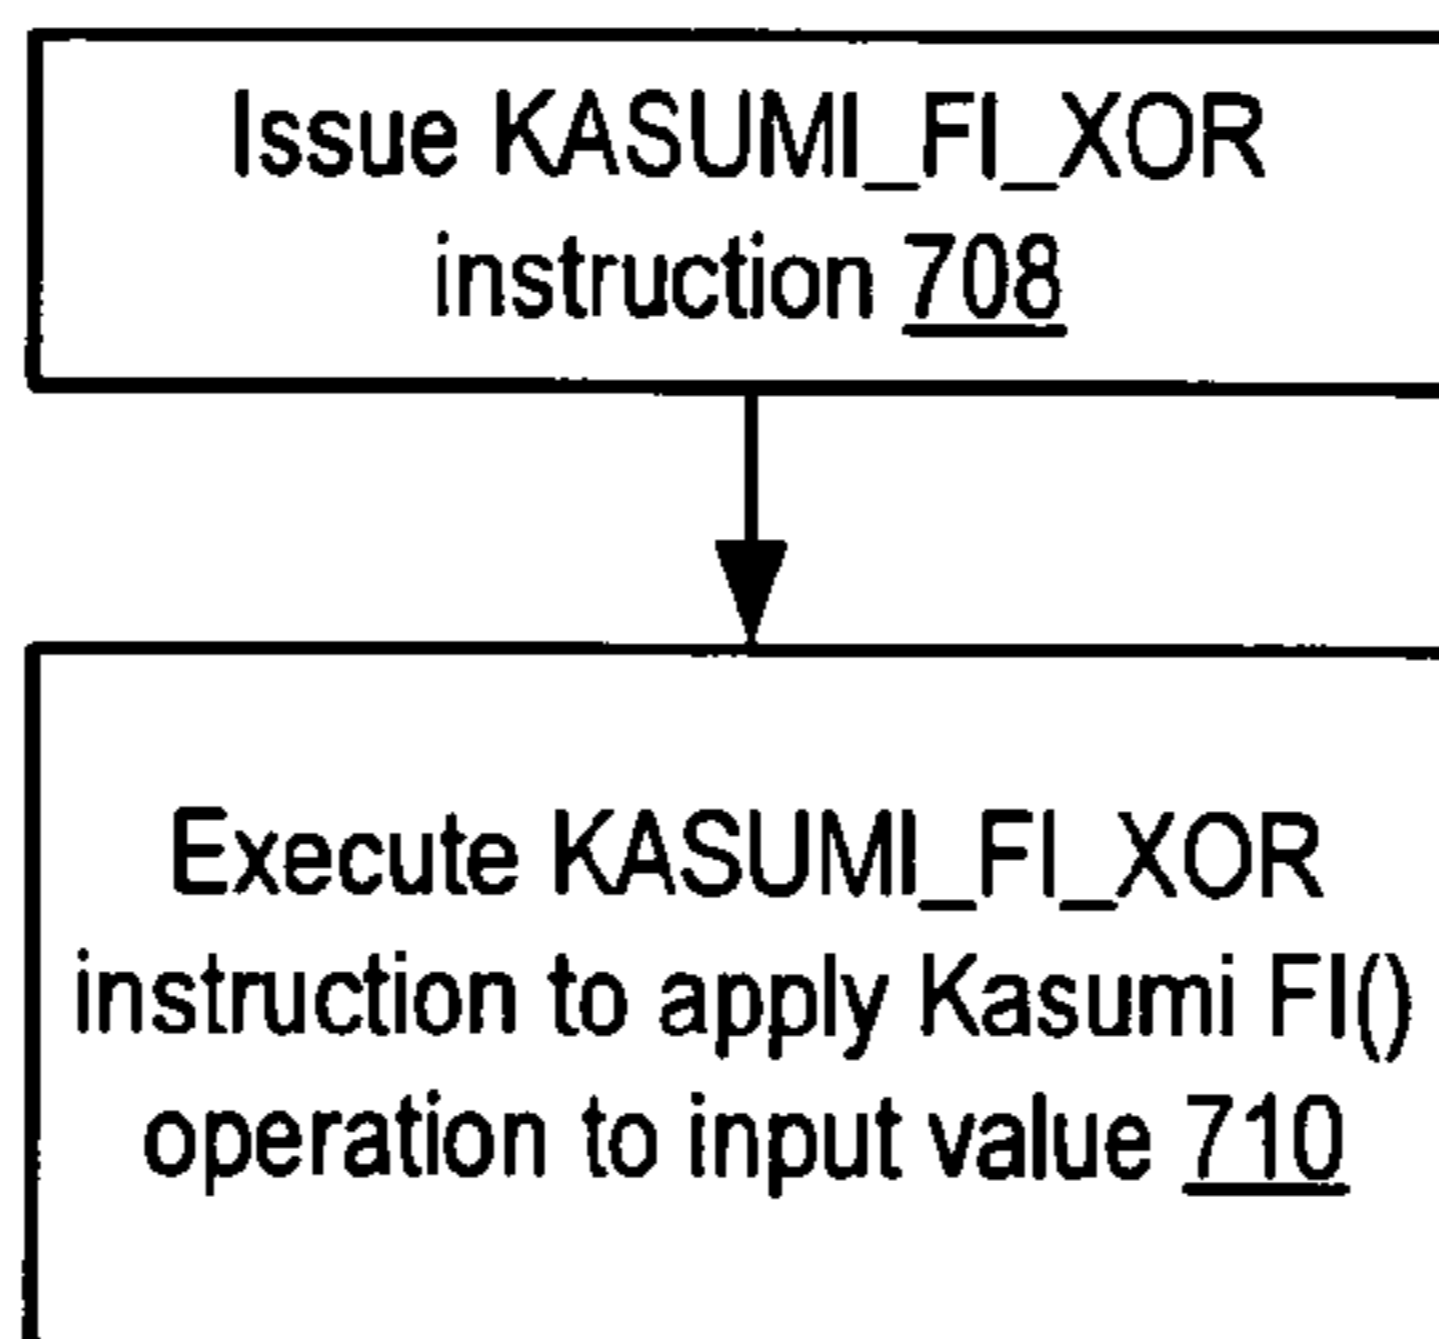 Issue KASUMI_FI_XOR
instruction 708
Execute KASUMI_FI_XOR
instruction to apply Kasumi FI()
operation to input value 710